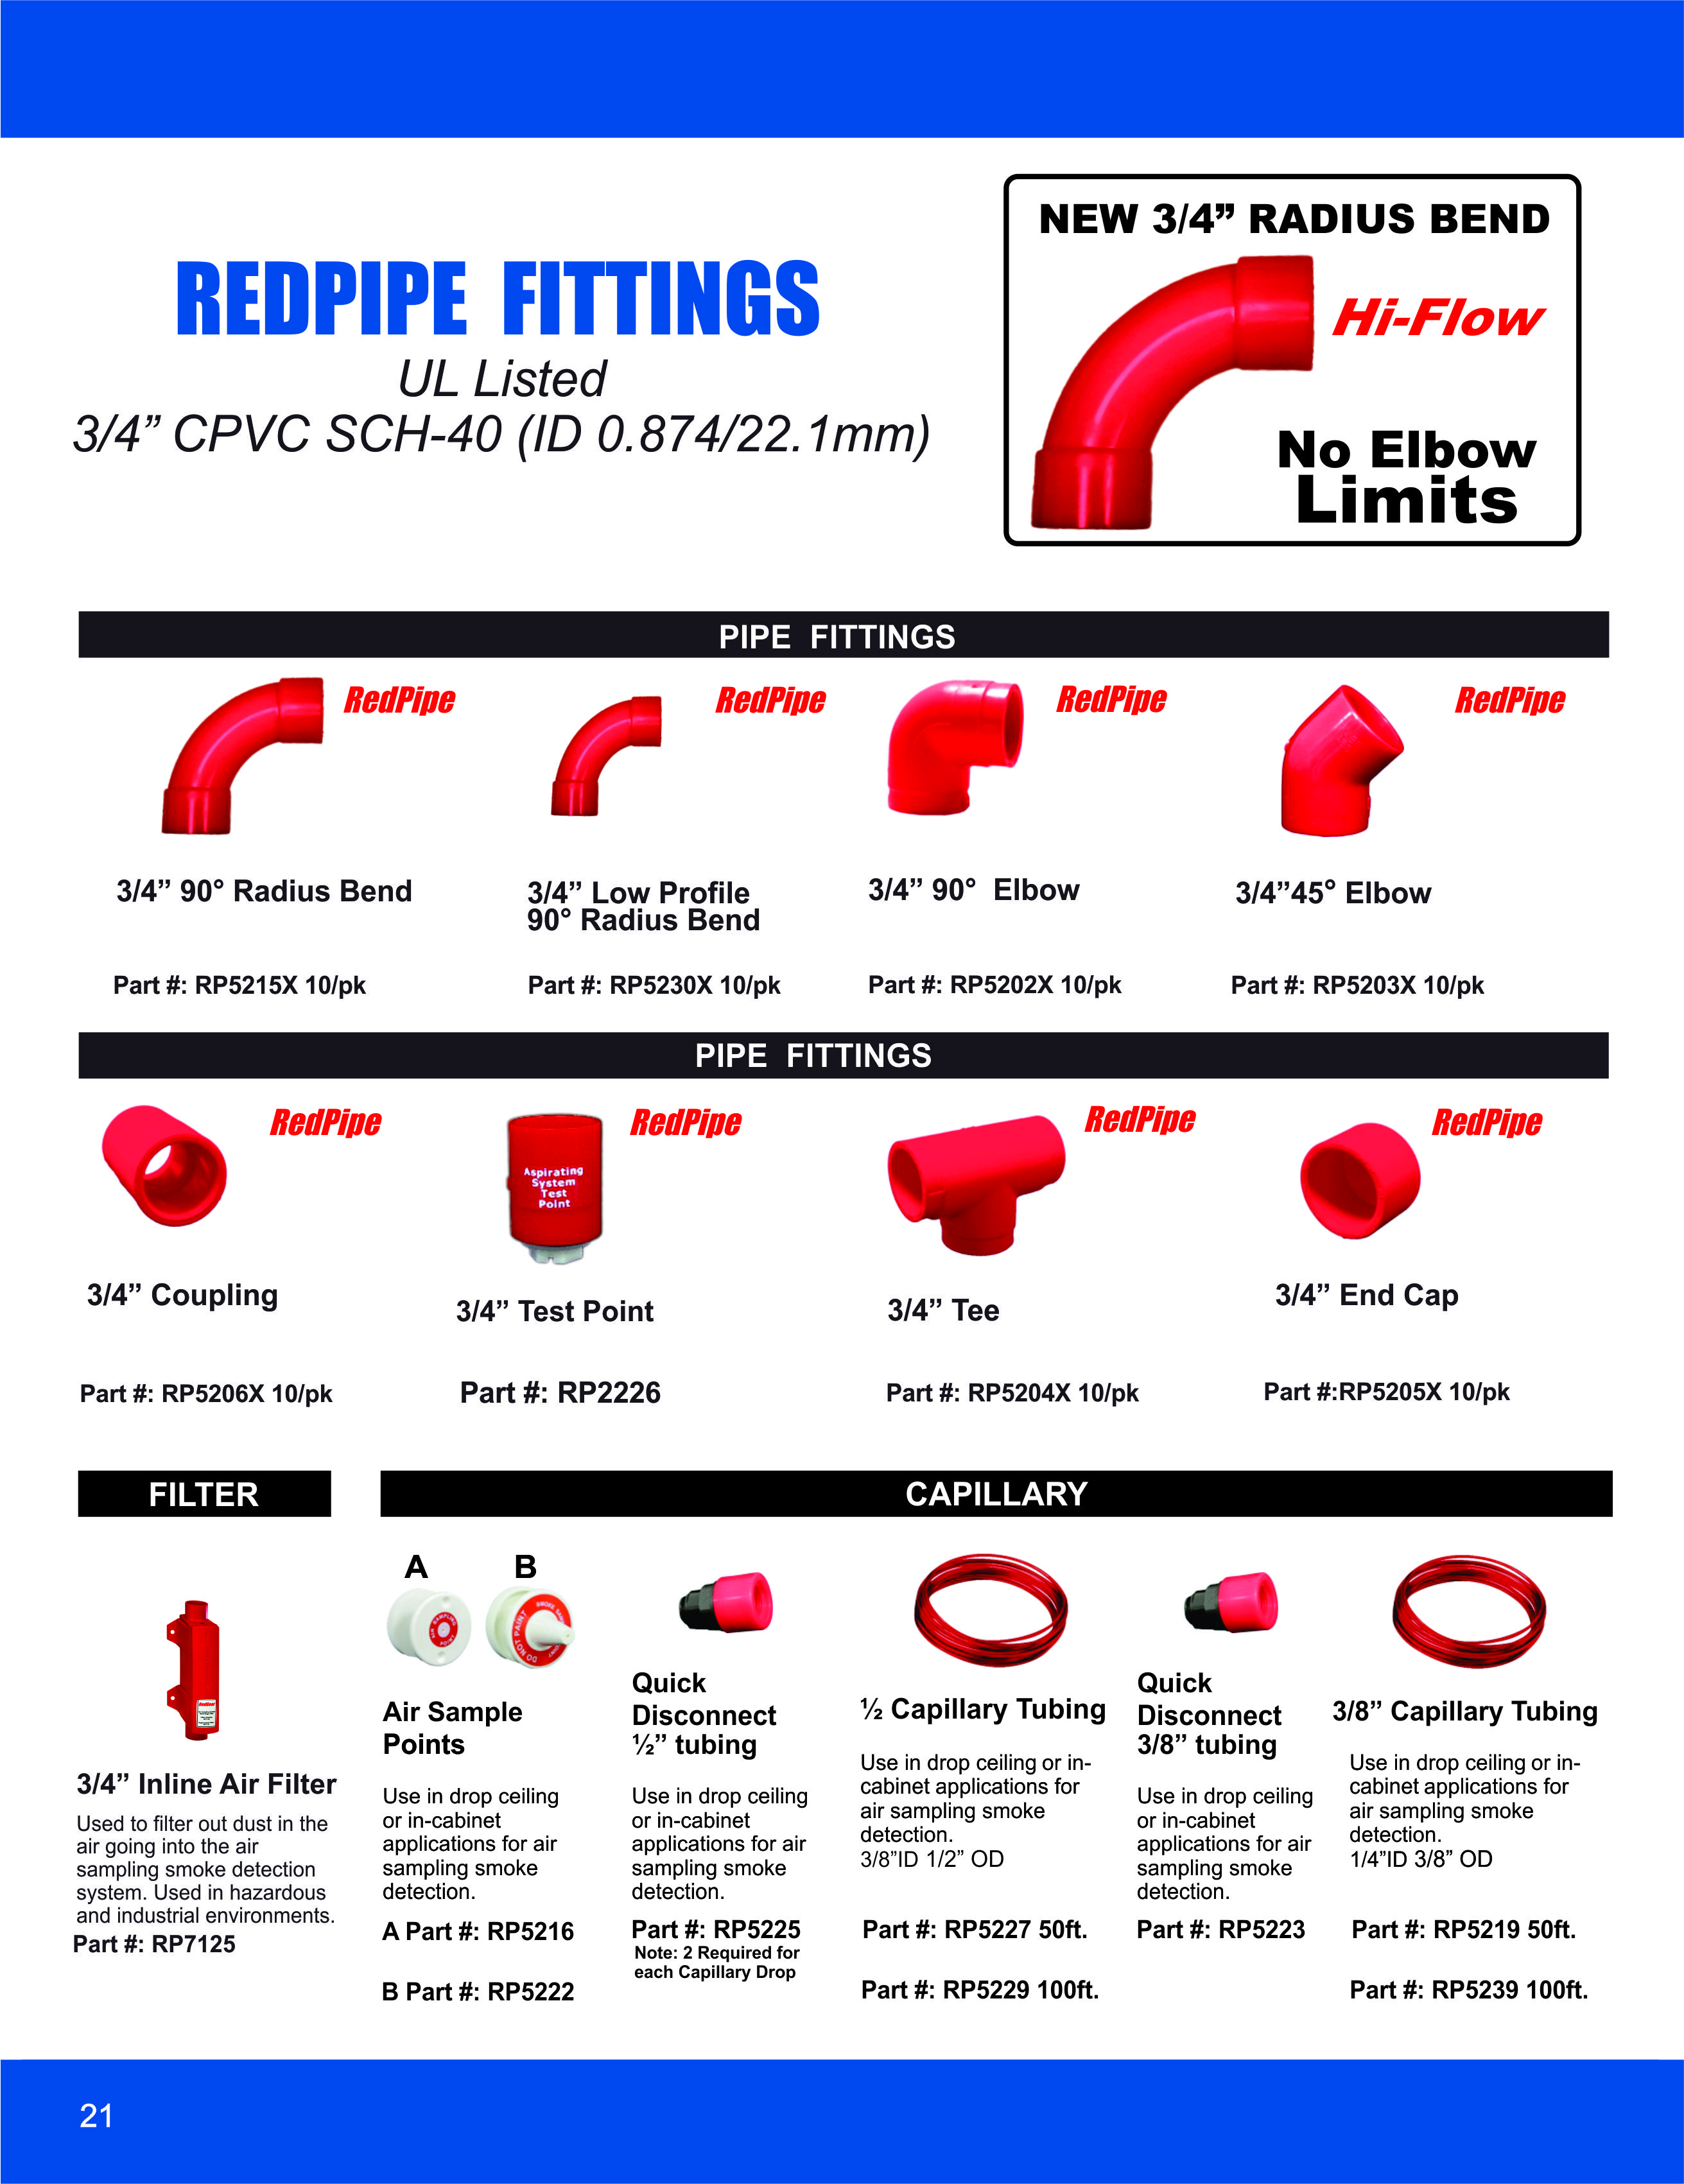 REDPIPE FITTINGS
UL Listed
3/4” CPVC SCH-40 (ID 0.874/22.1mm)
NEW 3/4” RADIUS BEND
Hi-Flow
No Elbow
Limits
PIPE FITTINGS
RedPipe
RedPipe
RedPipe
RedPipe
3/4” 90° Radius Bend
3/4” Low Profile
90° Radius Bend
3/4” 90° Elbow
3/4”45° Elbow
Part #: RP5215X 10/pk
Part #: RP5230X 10/pk
Part #: RP5202X 10/pk
Part #: RP5203X 10/pk
PIPE FITTINGS
RedPipe
Aspirating
System
Test
Point
RedPipe
RedPipe
RedPipe
3/4” Coupling
3/4” Test Point
3/4” Tee
3/4” End Cap
Part #: RP5206X 10/pk
Part #: RP2226
Part #: RP5204X 10/pk
Part #:RP5205X 10/pk
FILTER
3/4” Inline Air Filter
Used to filter out dust in the
air going into the air
sampling smoke detection
system. Used in hazardous
and industrial environments.
Part #: RP7125
CAPILLARY
A
B
AIR SAMPLING
POINT
DO NOT PAINT
SMOKE
Air Sample
Points
Use in drop ceiling
or in-cabinet
applications for air
sampling smoke
detection.
A Part #: RP5216
B Part #: RP5222
Quick
Disconnect
½” tubing
Use in drop ceiling
or in-cabinet
applications for air
sampling smoke
detection.
Part #: RP5225
Note: 2 Required for
each Capillary Drop
½ Capillary Tubing
Use in drop ceiling or in-
cabinet applications for
air sampling smoke
detection.
3/8”ID 1/2” OD
Part #: RP5227 50ft.
Part #: RP5229 100ft.
Quick
Disconnect
3/8” tubing
Use in drop ceiling
or in-cabinet
applications for air
sampling smoke
detection.
Part #: RP5223
3/8” Capillary Tubing
Use in drop ceiling or in-
cabinet applications for
air sampling smoke
detection.
1/4”ID 3/8” OD
Part #: RP5219 50ft.
Part #: RP5239 100ft.
21